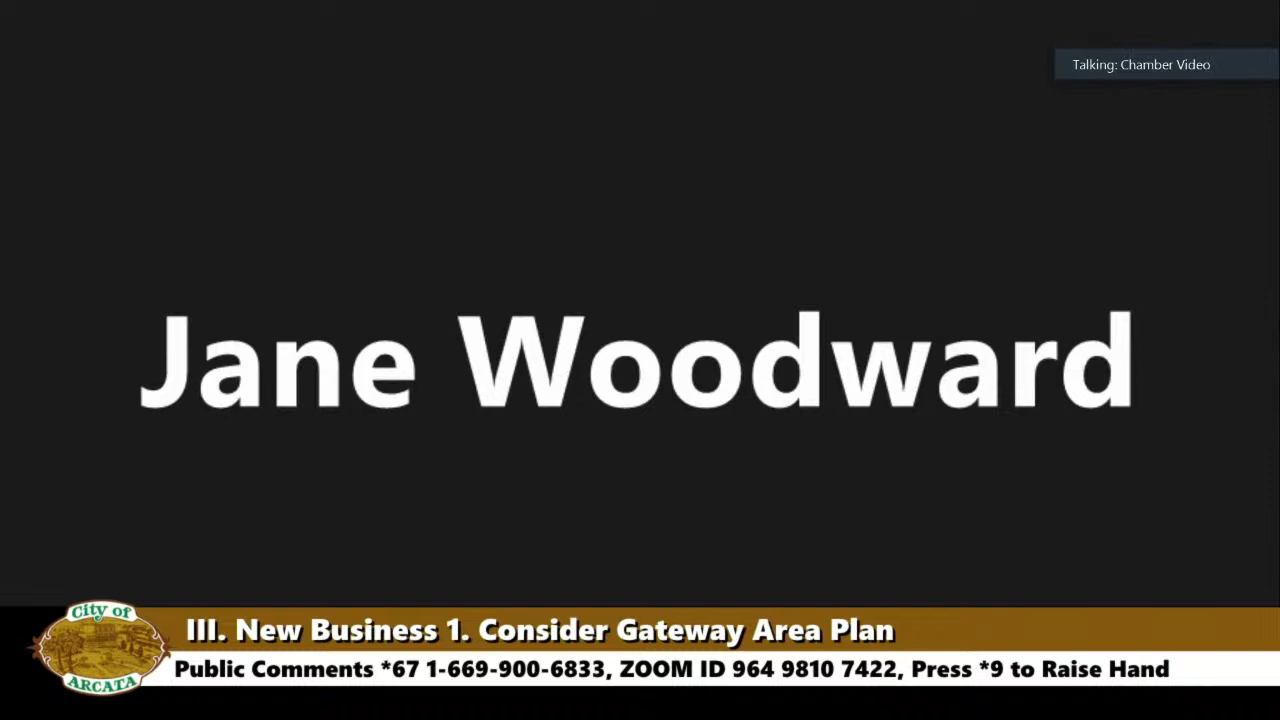 Talking: Chamber Video
Jane Woodward
City of
ARCATA
III. New Business 1. Consider Gateway Area Plan
Public Comments *67 1-669-900-6833, ZOOM ID 964 9810 7422, Press *9 to Raise Hand